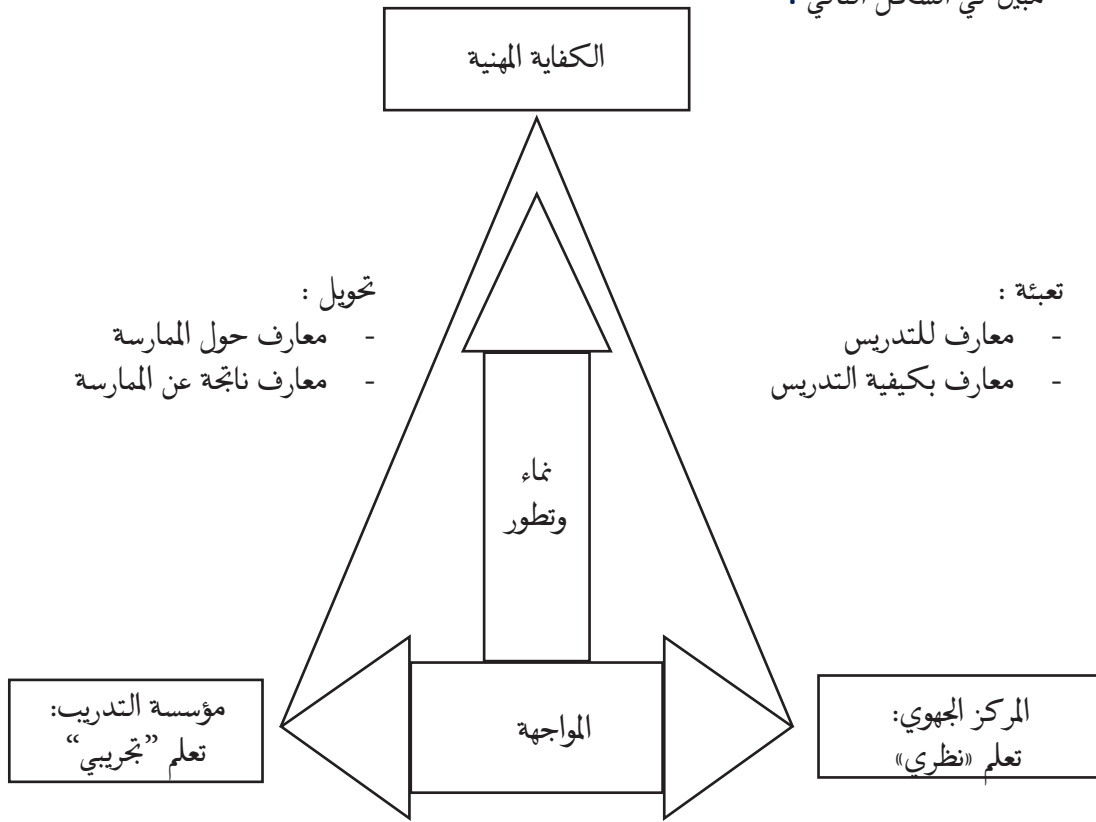 مبين في الشكل التالي :
الكفاية المهنية
تعبئة :
- معارف للتدريس
- معارف بكيفية التدريس
تحويل :
- معارف حول الممارسة
- معارف ناتجة عن الممارسة
نماء
وتطور
المركز الجهوي:
تعلم «نظري»
المواجهة
مؤسسة التدريب:
تعلم ”تجريبي“